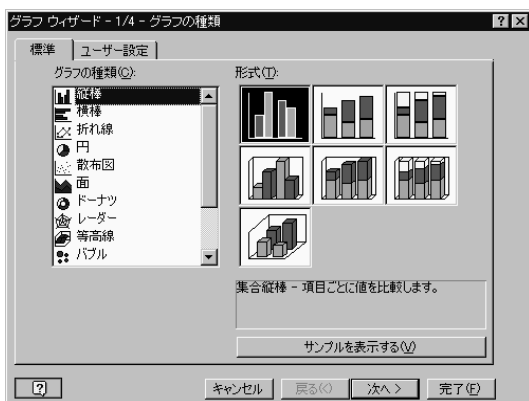 グラフ ウィザード - 1/4 - グラフの種類
標準 ユーザー設定
グラフの種類(C):
縦棒
横棒
折れ線
円
散布図
面
ドーナツ
レーダー
等高線
バブル
形式(T):
集合縦棒 - 項目ごとに値を比較します。
サンプルを表示する(V)
キャンセル 戻る(<) 次へ > 完了(F)